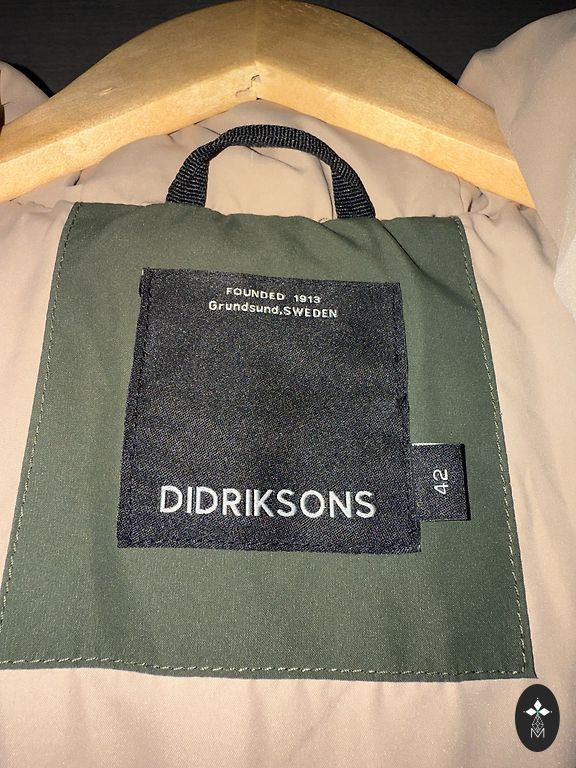 FOUNDED 1913
Grundsund,SWEDEN
DIDRIKSONS
42
M